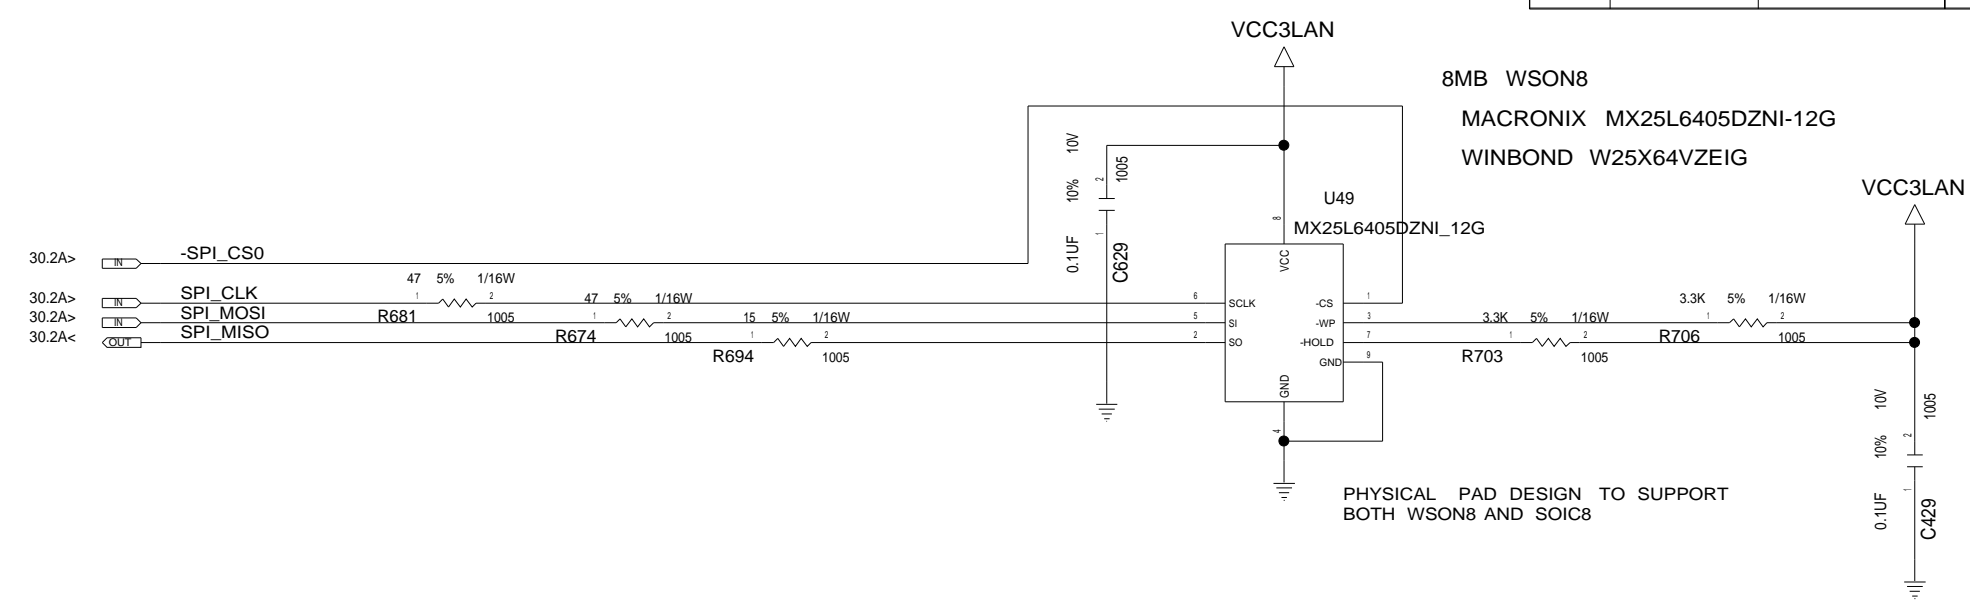 VCC3LAN
8MB WSON8
MACRONIX MX25L6405DZNI-12G
WINBOND W25X64VZEIG
VCC3LAN
10V
10%
0.1UF
2
1005
1
C629
U49
MX25L6405DZNI_12G
8
VCC
30.2A>
IN
-SPI_CS0
30.2A>
IN
SPI_CLK
47 5% 1/16W
1
2
R681
1005
30.2A>
IN
SPI_MOSI
47 5% 1/16W
1
2
R674
1005
30.2A<
OUT
SPI_MISO
15 5% 1/16W
1
2
R694
1005
6
SCLK
5
SI
2
SO
-CS
1
-WP
3
-HOLD
7
GND
9
GND
4
3.3K 5% 1/16W
1
2
R703
1005
3.3K 5% 1/16W
1
2
R706
1005
10V
10%
0.1UF
2
1005
1
C429
PHYSICAL PAD DESIGN TO SUPPORT
BOTH WSON8 AND SOIC8